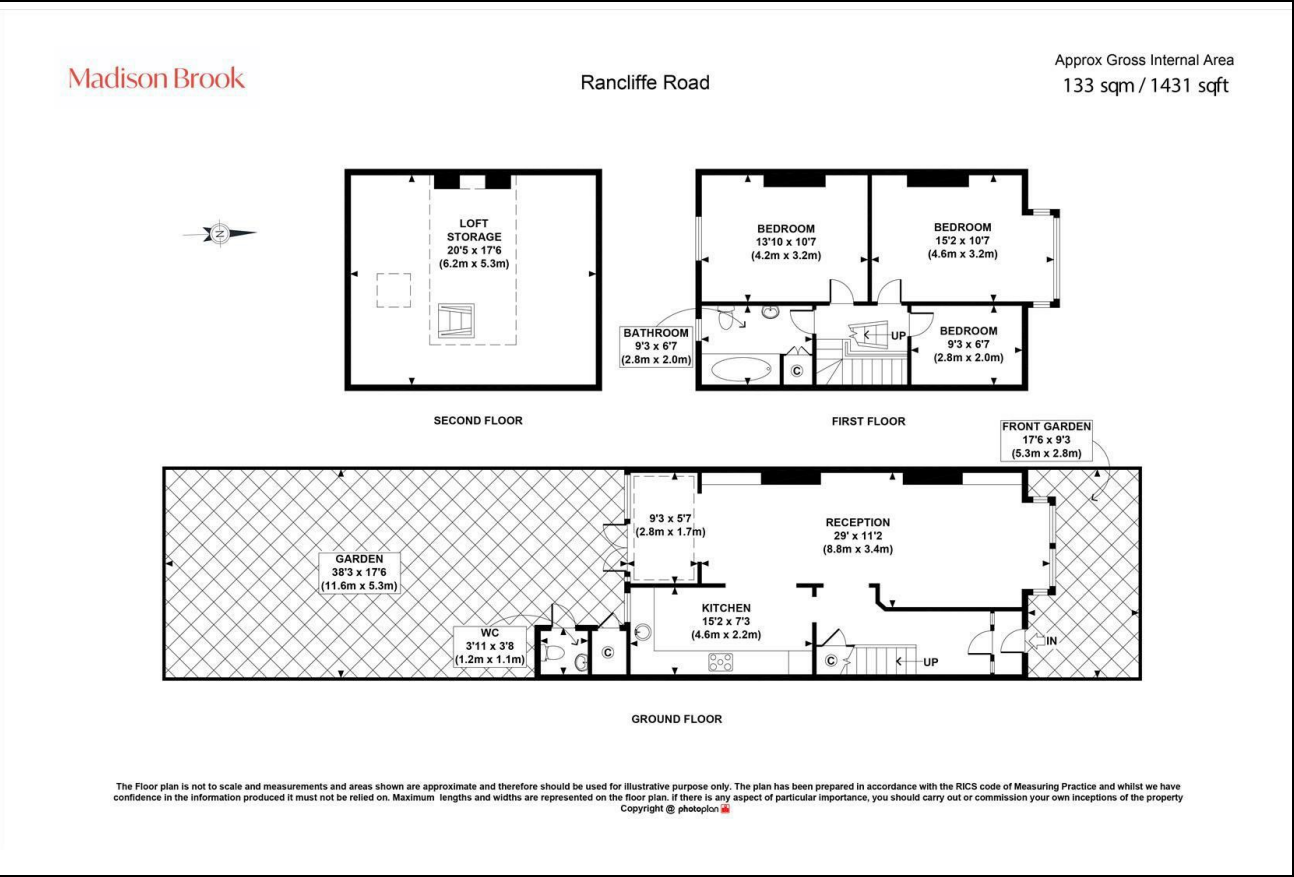 Madison Brook
Rancliffe Road
Approx Gross Internal Area
133 sqm / 1431 sqft
N
LOFT
STORAGE
20'5 x 17'6
(6.2m x 5.3m)
SECOND FLOOR
BEDROOM
13'10 x 10'7
(4.2m x 3.2m)
BEDROOM
15'2 x 10'7
(4.6m x 3.2m)
BATHROOM
9'3 x 6'7
(2.8m x 2.0m)
C
UP
BEDROOM
9'3 x 6'7
(2.8m x 2.0m)
FIRST FLOOR
FRONT GARDEN
17'6 x 9'3
(5.3m x 2.8m)
9'3 x 5'7
(2.8m x 1.7m)
RECEPTION
29' x 11'2
(8.8m x 3.4m)
GARDEN
38'3 x 17'6
(11.6m x 5.3m)
KITCHEN
15'2 x 7'3
(4.6m x 2.2m)
WC
3'11 x 3'8
(1.2m x 1.1m)
C
C
UP
IN
GROUND FLOOR
The Floor plan is not to scale and measurements and areas shown are approximate and therefore should be used for illustrative purpose only. The plan has been prepared in accordance with the RICS code of Measuring Practice and whilst we have
confidence in the information produced it must not be relied on. Maximum lengths and widths are represented on the floor plan. if there is any aspect of particular importance, you should carry out or commission your own inceptions of the property
Copyright @ photoplan